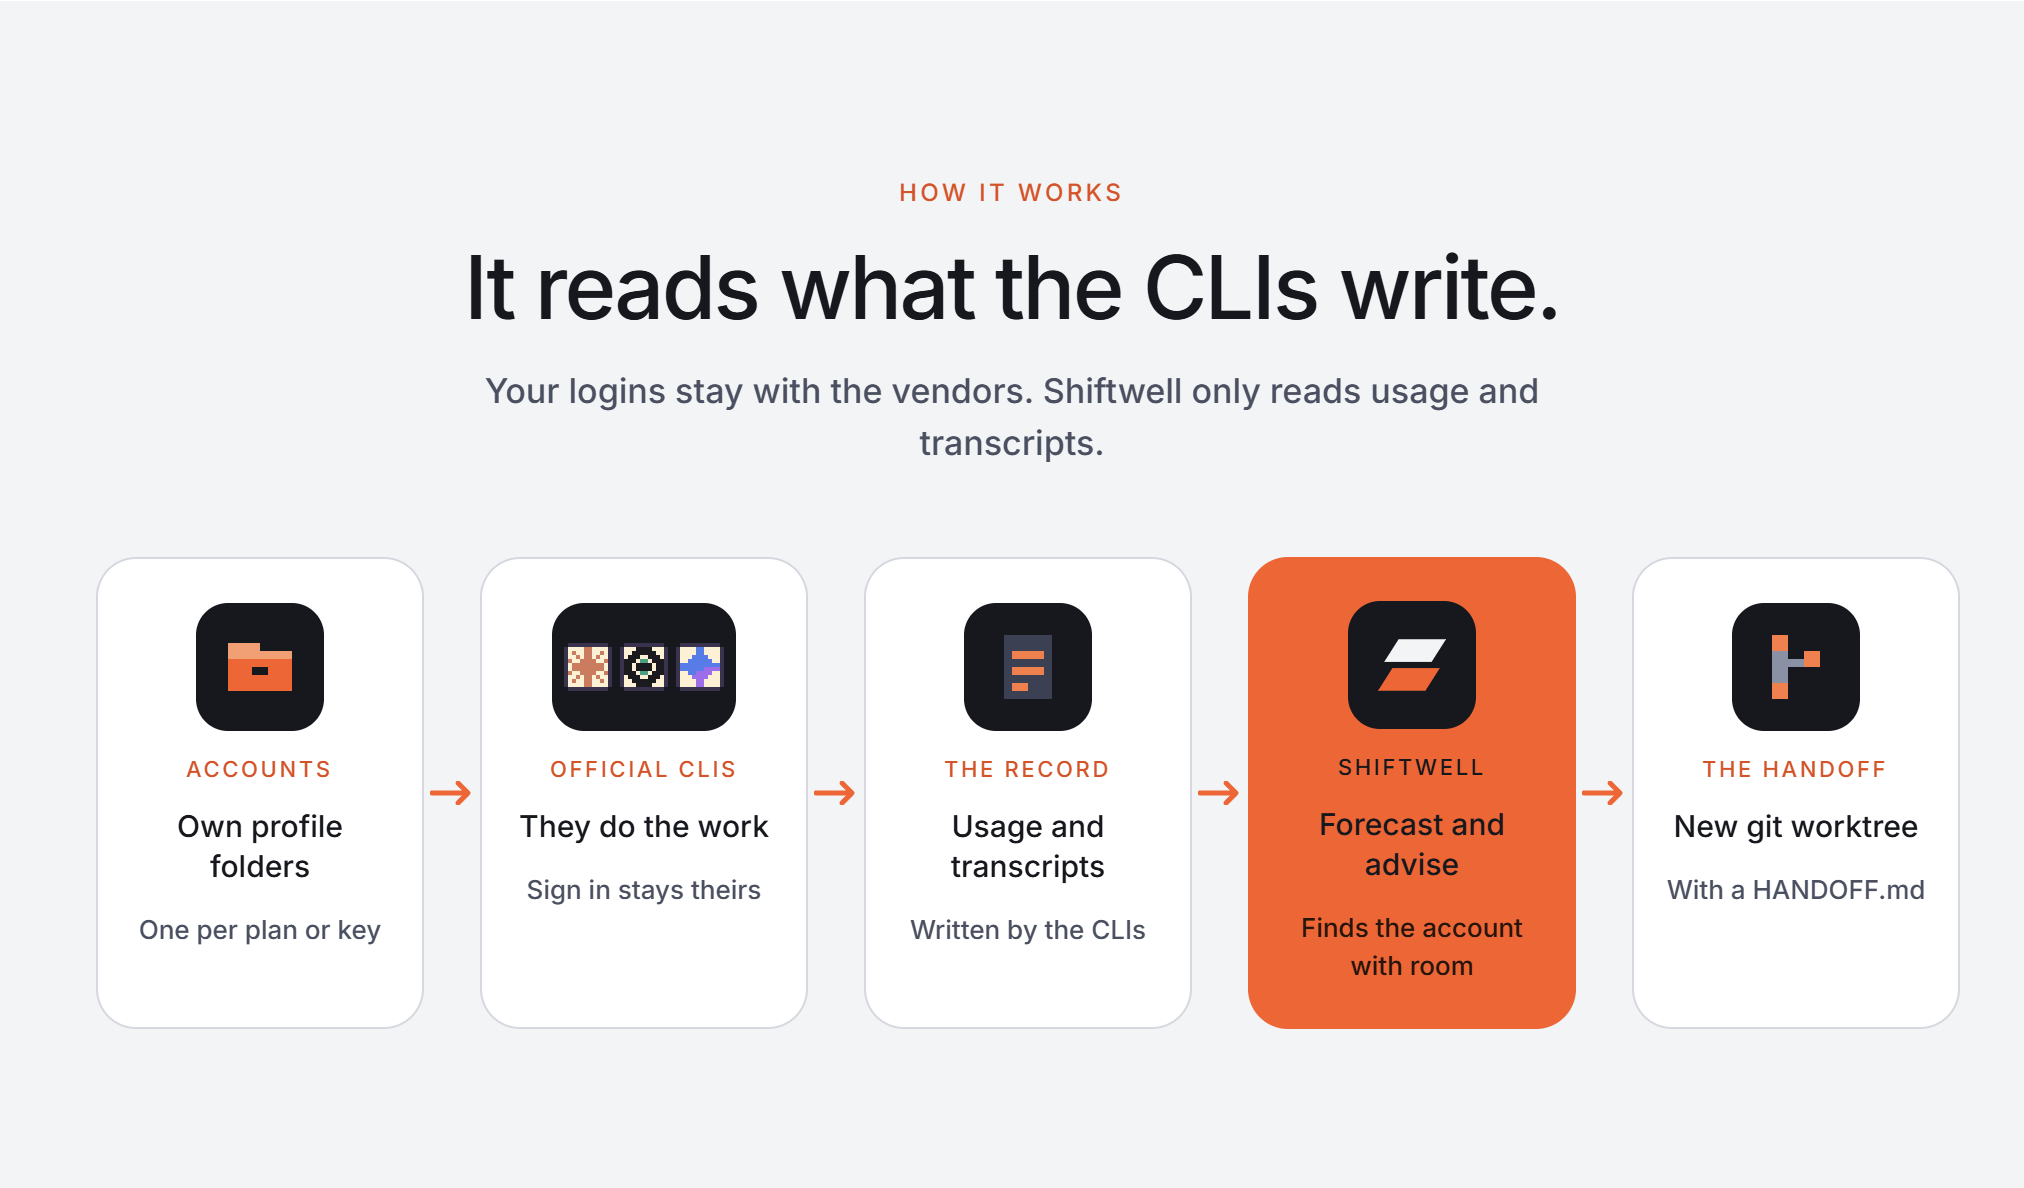 HOW IT WORKS
It reads what the CLIs write.
Your logins stay with the vendors. Shiftwell only reads usage and
transcripts.
ACCOUNTS
Own profile
folders
One per plan or key
OFFICIAL CLIS
They do the work
Sign in stays theirs
THE RECORD
Usage and
transcripts
Written by the CLIs
SHIFTWELL
Forecast and
advise
Finds the account
with room
THE HANDOFF
New git worktree
With a HANDOFF.md